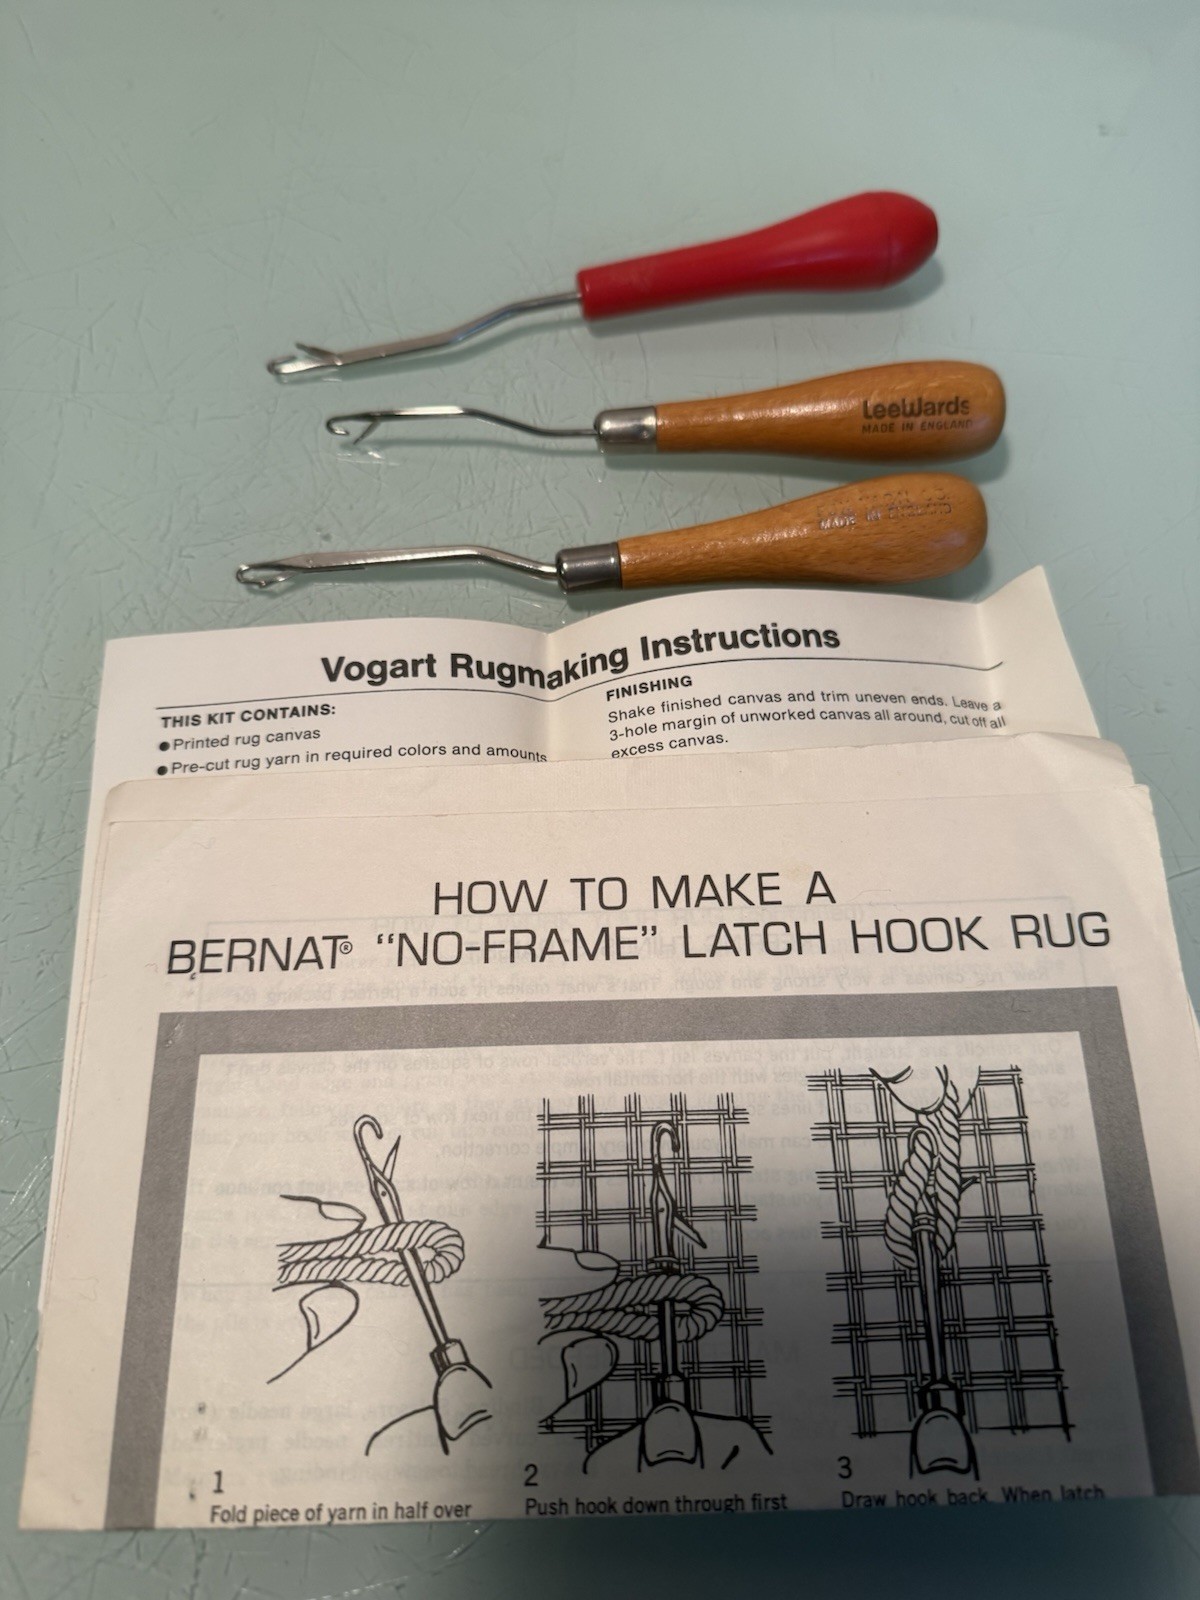 LeeWards
MADE IN ENGLAND
MADE IN ENGLAND
Vogart Rugmaking Instructions
THIS KIT CONTAINS:
● Printed rug canvas
● Pre-cut rug yarn in required colors and amounts
FINISHING
Shake finished canvas and trim uneven ends. Leave a
3-hole margin of unworked canvas all around, cut off all
excess canvas.
HOW TO MAKE A
BERNAT® “NO-FRAME” LATCH HOOK RUG
1
Fold piece of yarn in half over
2
Push hook down through first
3
Draw hook back. When latch